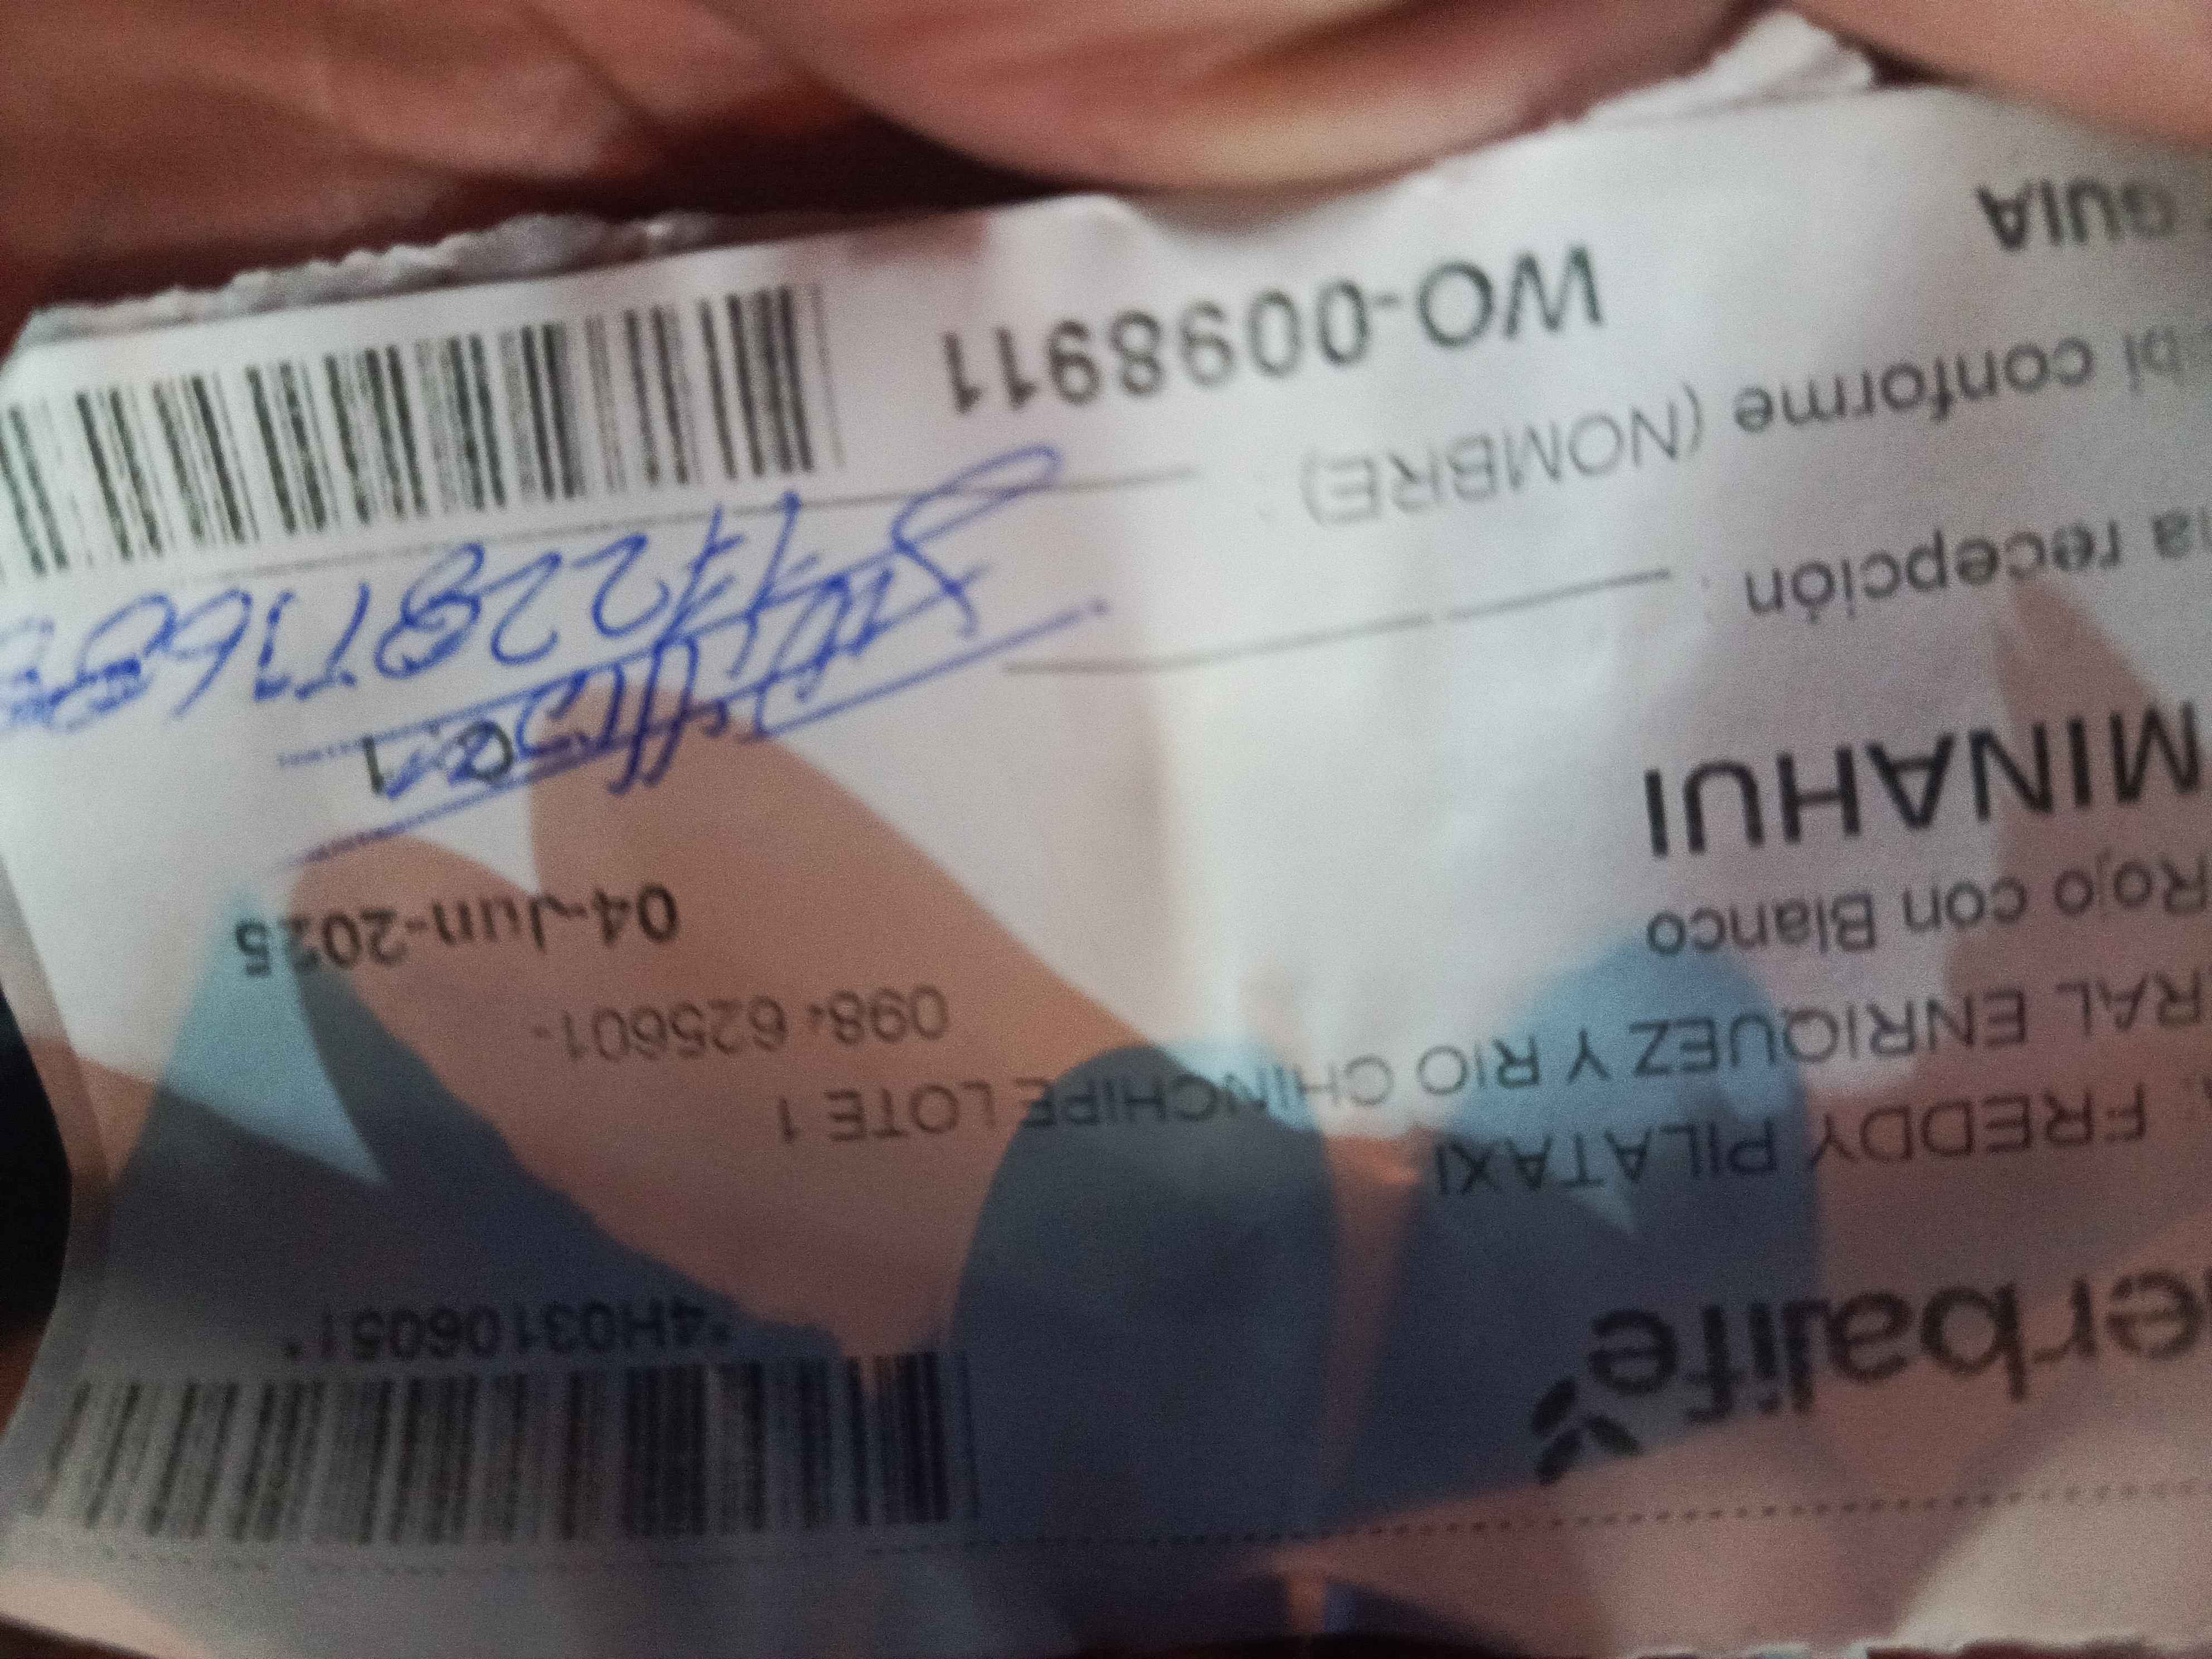 erbalife
*4H03106051*
FREDDY PILATAXI
RAL ENRIQUEZ Y RIO CHINCHIPE LOTE 1
Rojo con Blanco
MINAHUI
04-Jun-2025
a recepción :
bi conforme (NOMBRE) :
GUIA
WO-0098911